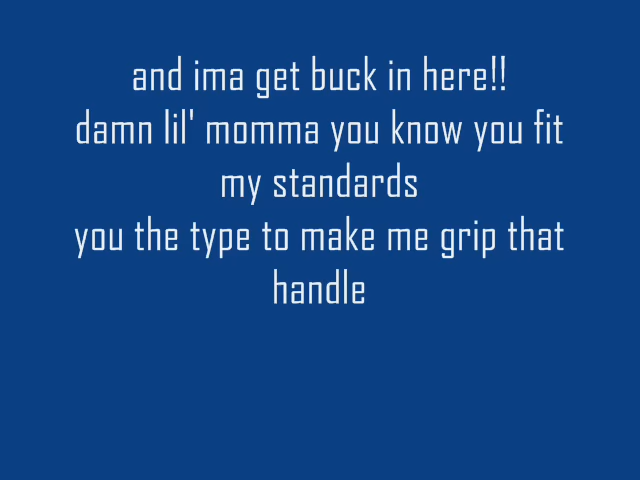 and ima get buck in here!!
damn lil' momma you know you fit
my standards
you the type to make me grip that
handle